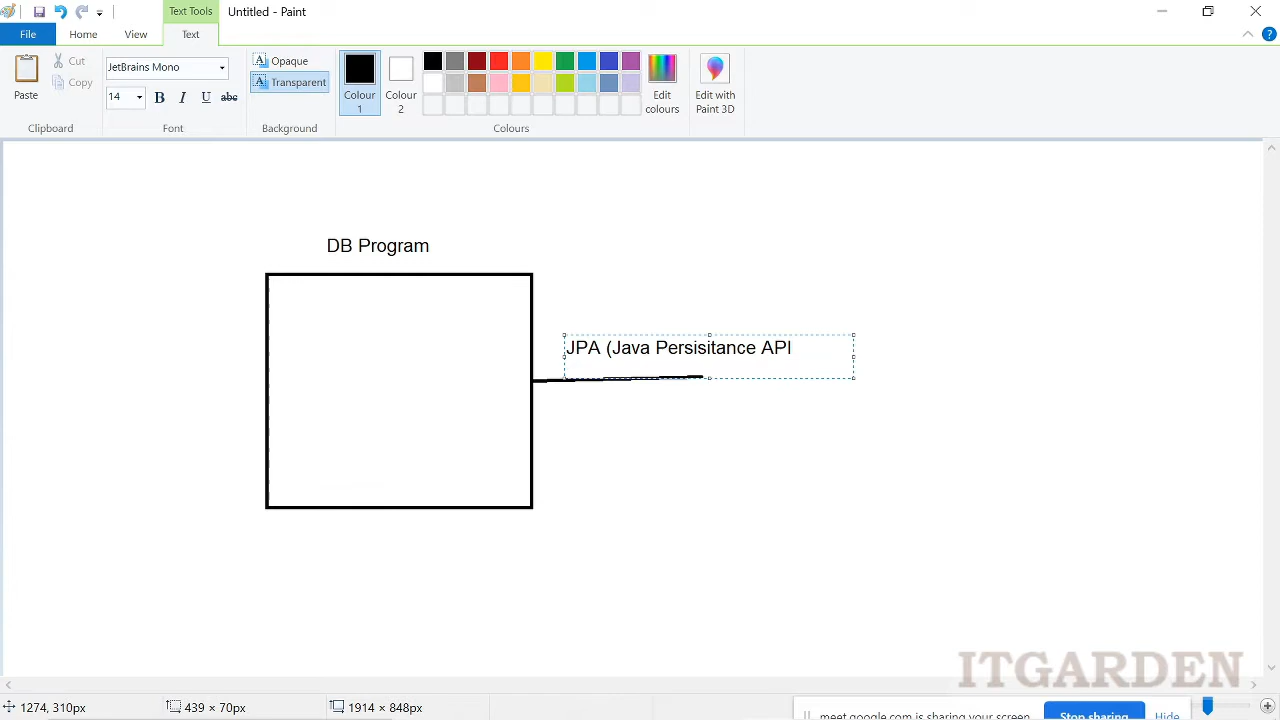 Untitled - Paint
Text Tools
File
Home
View
Text
Paste
Cut
Copy
Clipboard
JetBrains Mono
14
B I U abc
Font
Opaque
Transparent
Background
Colour 1
Colour 2
Edit colours
Edit with Paint 3D
Colours
DB Program
JPA (Java Persisitance API
ITGARDEN
1274, 310px
439 × 70px
1914 × 848px
meet.google.com is sharing your screen.
Stop sharing
Hide